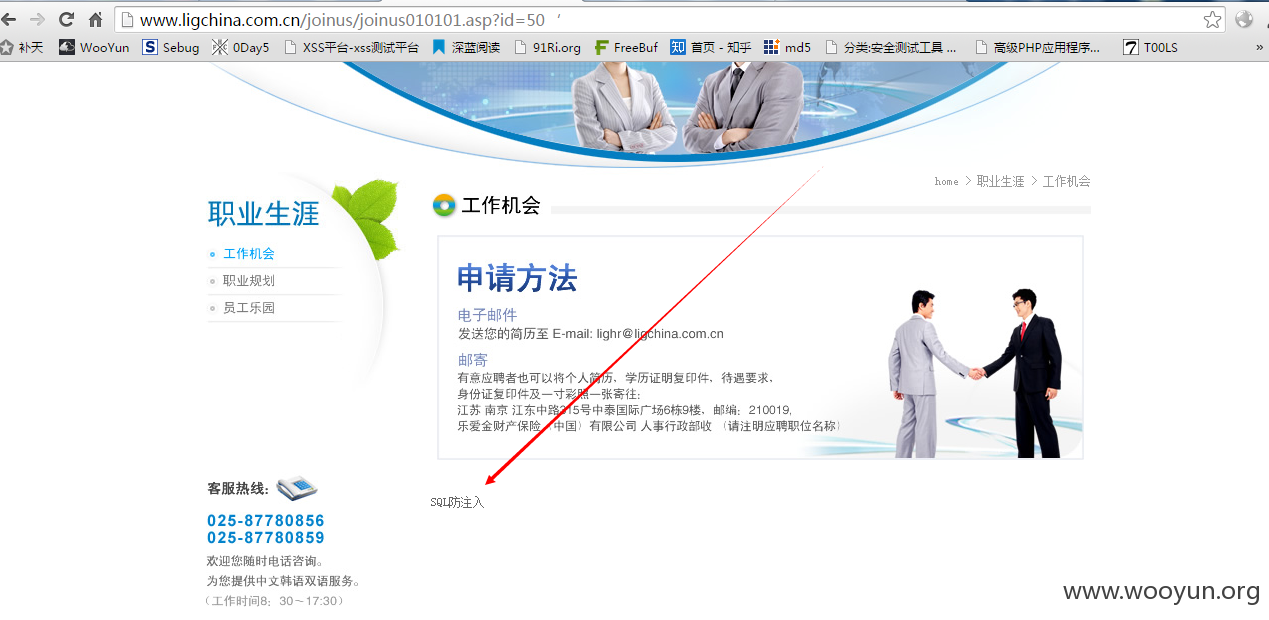 www.ligchina.com.cn/joinus/joinus010101.asp?id=50 ‘
补天 WooYun Sebug 0Day5 XSS平台-xss测试平台 深蓝阅读 91Ri.org FreeBuf 知 首页 - 知乎 md5 分类:安全测试工具 ... 高级PHP应用程序... T00LS »
home > 职业生涯 > 工作机会
职业生涯
工作机会
职业规划
员工乐园
工作机会
申请方法
电子邮件
发送您的简历至 E-mail: lighr@ligchina.com.cn
邮寄
有意应聘者也可以将个人简历，学历证明复印件，待遇要求，
身份证复印件及一寸彩照一张寄往：
江苏 南京 江东中路315号中泰国际广场6栋9楼，邮编：210019,
乐爱金财产保险（中国）有限公司 人事行政部收 （请注明应聘职位名称）
SQL防注入
客服热线:
025-87780856
025-87780859
欢迎您随时电话咨询。
为您提供中文韩语双语服务。
（工作时间8：30～17:30）
www.wooyun.org